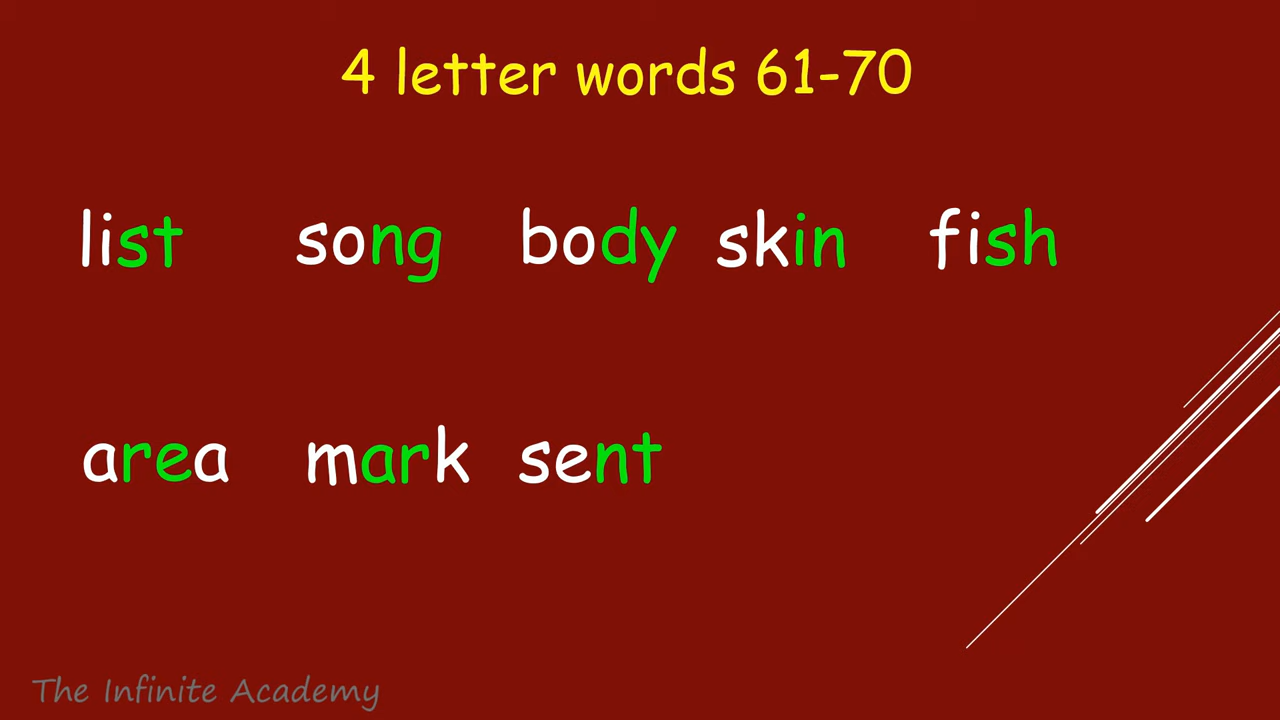 4 letter words 61-70
list song body skin fish
area mark sent
The Infinite Academy